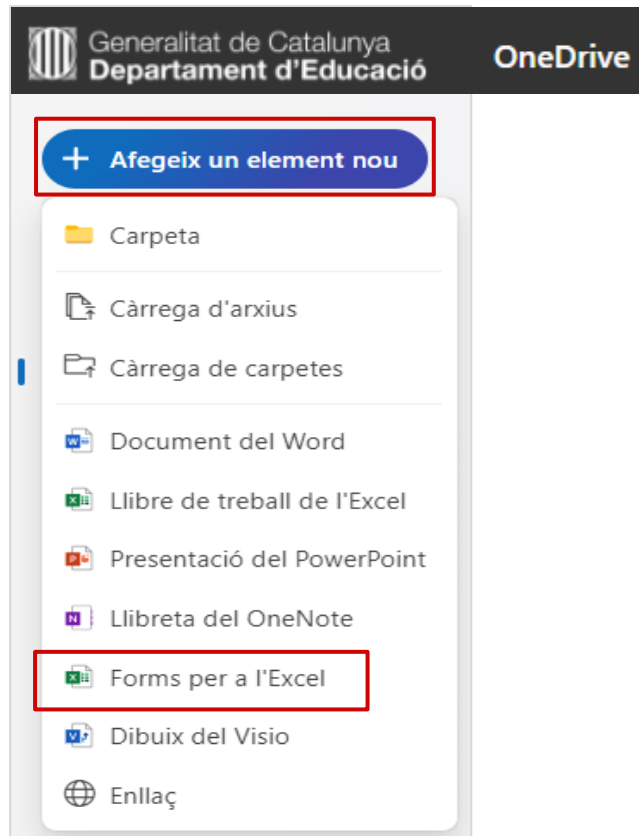 Generalitat de Catalunya
Departament d'Educació
OneDrive
+ Afegeix un element nou
Carpeta
Càrrega d'arxius
Càrrega de carpetes
Document del Word
Llibre de treball de l'Excel
Presentació del PowerPoint
Llibreta del OneNote
Forms per a l'Excel
Dibuix del Visio
Enllaç